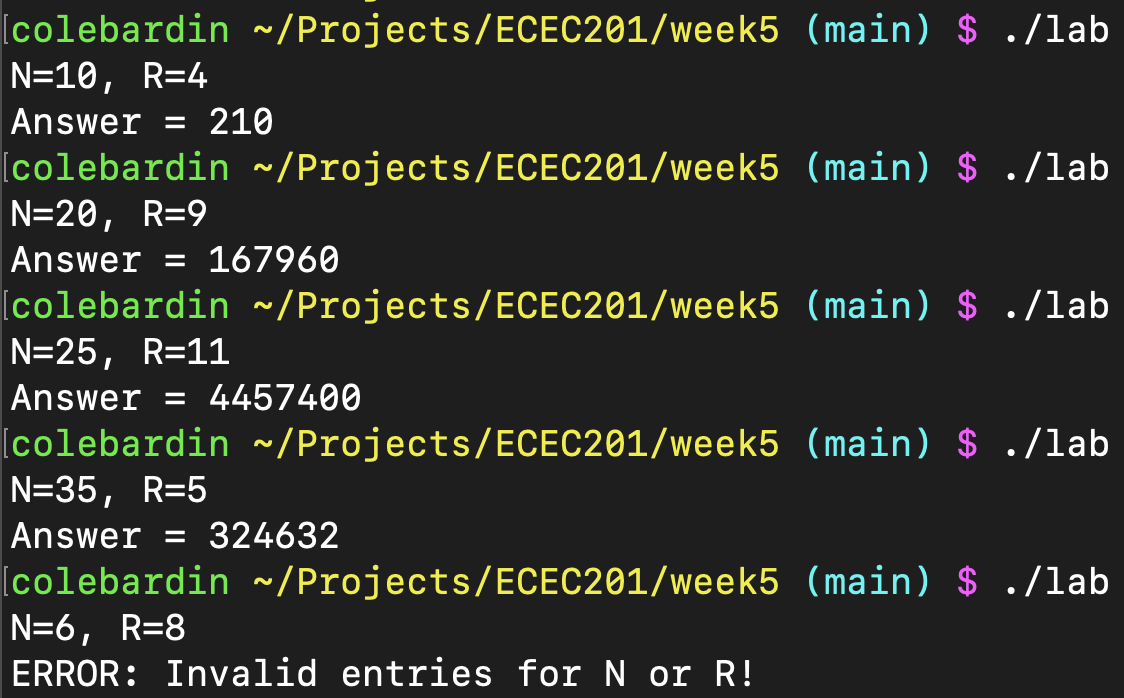 [colebardin ~/Projects/ECEC201/week5 (main) $ ./lab
N=10, R=4
Answer = 210
[colebardin ~/Projects/ECEC201/week5 (main) $ ./lab
N=20, R=9
Answer = 167960
[colebardin ~/Projects/ECEC201/week5 (main) $ ./lab
N=25, R=11
Answer = 4457400
[colebardin ~/Projects/ECEC201/week5 (main) $ ./lab
N=35, R=5
Answer = 324632
[colebardin ~/Projects/ECEC201/week5 (main) $ ./lab
N=6, R=8
ERROR: Invalid entries for N or R!